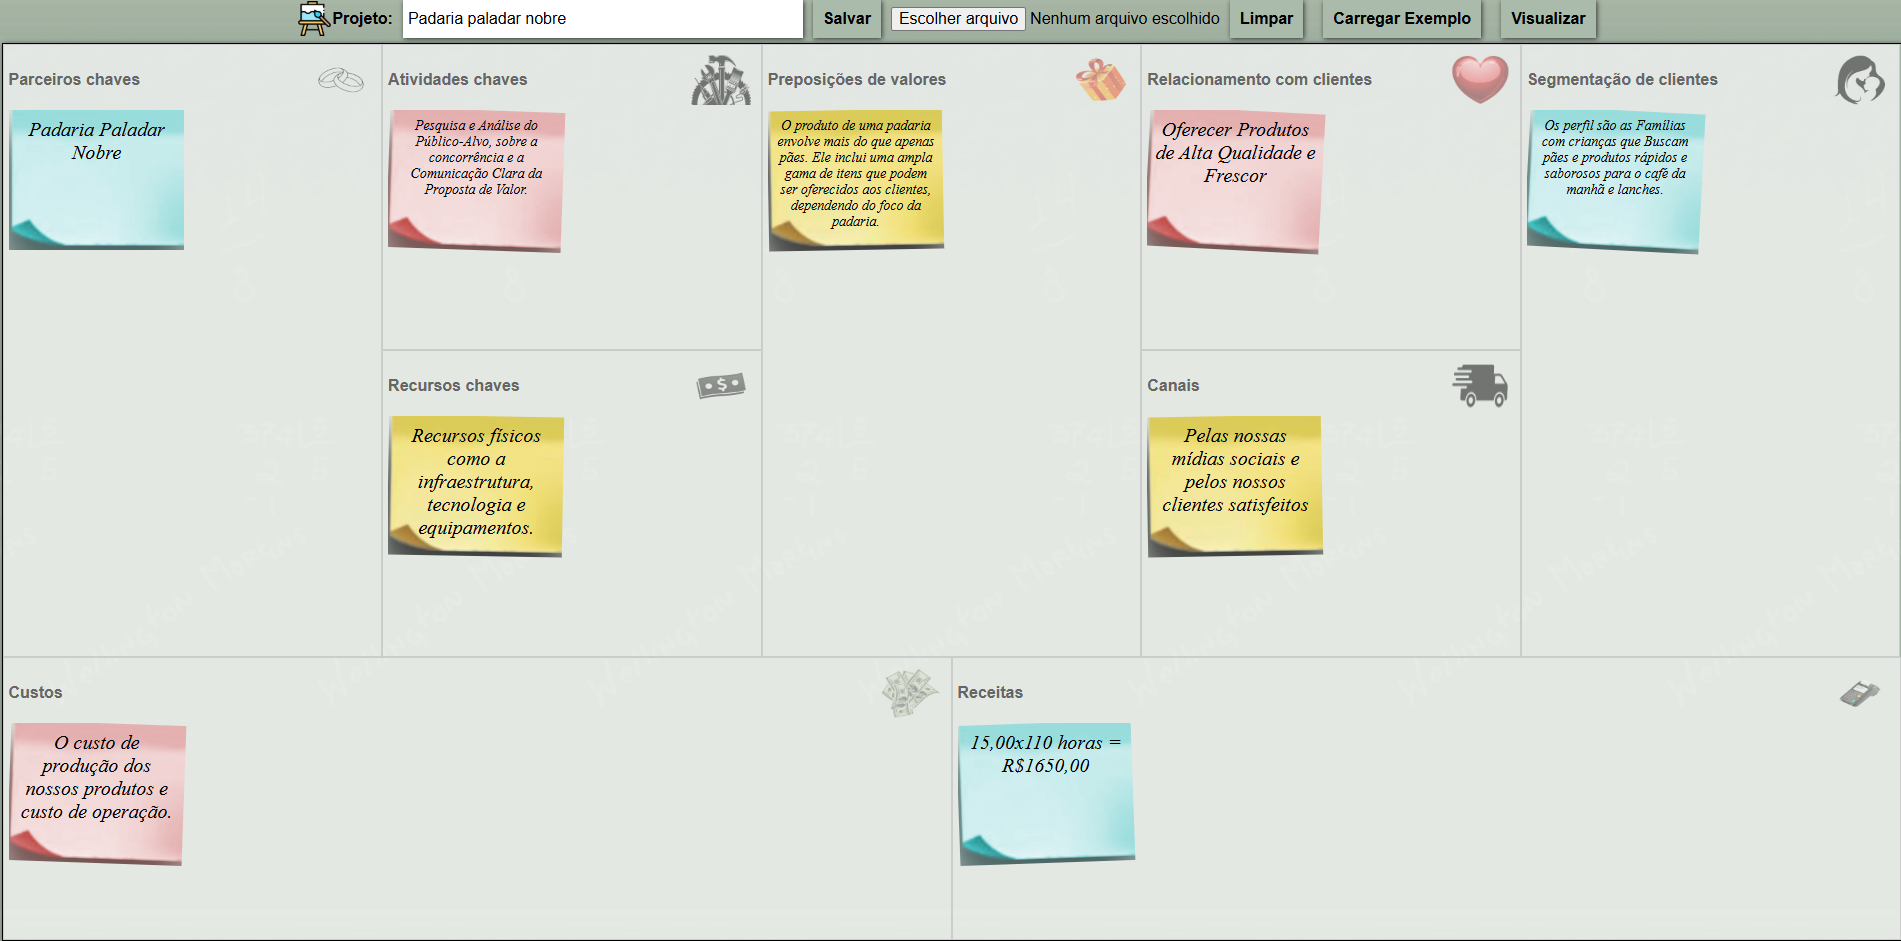 Projeto: Padaria paladar nobre Salvar Escolher arquivo Nenhum arquivo escolhido Limpar Carregar Exemplo Visualizar
Parceiros chaves
Padaria Paladar
Nobre
Atividades chaves
Pesquisa e Análise do
Público-Alvo, sobre a
concorrência e a
Comunicação Clara da
Proposta de Valor.
Recursos chaves
Recursos físicos
como a
infraestrutura,
tecnologia e
equipamentos.
Preposições de valores
O produto de uma padaria
envolve mais do que apenas
pães. Ele inclui uma ampla
gama de itens que podem
ser oferecidos aos clientes,
dependendo do foco da
padaria.
Relacionamento com clientes
Oferecer Produtos
de Alta Qualidade e
Frescor
Canais
Pelas nossas
mídias sociais e
pelos nossos
clientes satisfeitos
Segmentação de clientes
Os perfil são as Famílias
com crianças que Buscam
pães e produtos rápidos e
saborosos para o café da
manhã e lanches.
Custos
O custo de
produção dos
nossos produtos e
custo de operação.
Receitas
15,00x110 horas =
R$1650,00